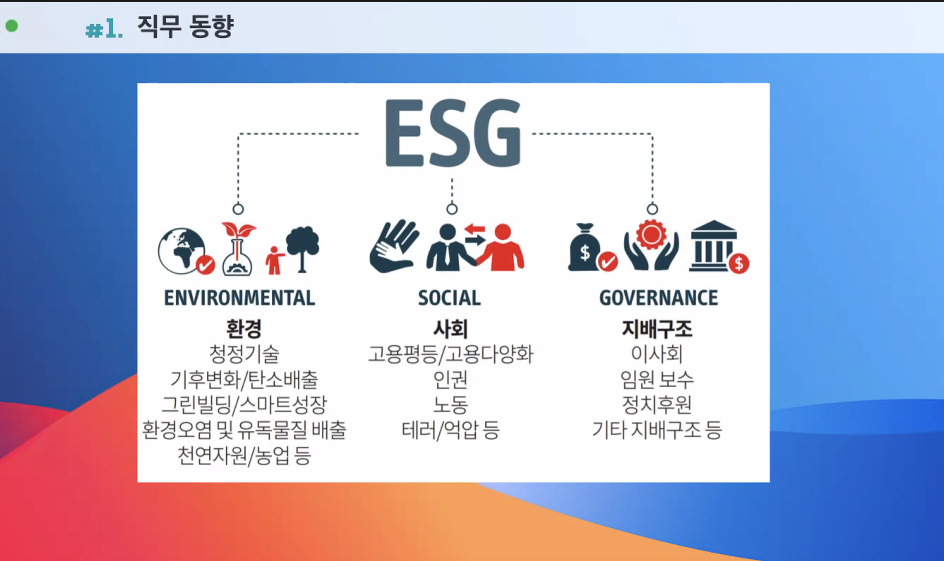 #1. 직무 동향
ESG
ENVIRONMENTAL
환경
청정기술
기후변화/탄소배출
그린빌딩/스마트성장
환경오염 및 유독물질 배출
천연자원/농업 등
SOCIAL
사회
고용평등/고용다양화
인권
노동
테러/억압 등
$
$
GOVERNANCE
지배구조
이사회
임원 보수
정치후원
기타 지배구조 등